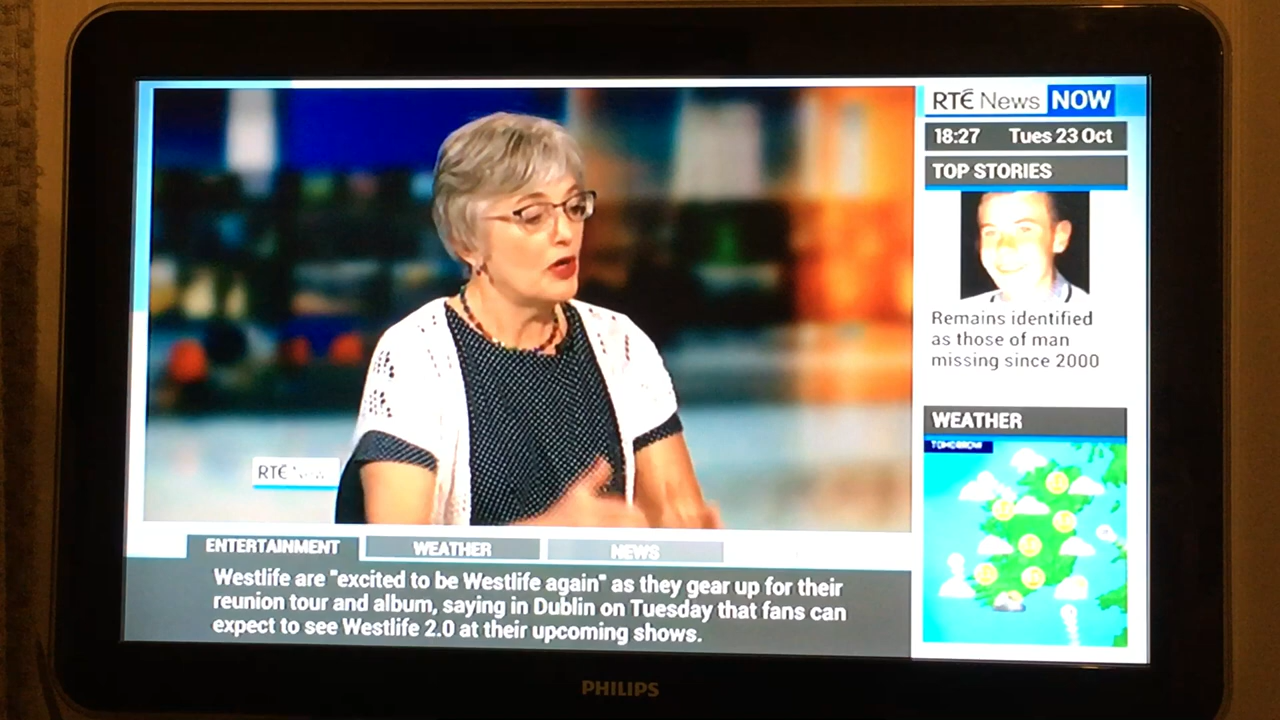 RTÉ News NOW
18:27 Tues 23 Oct
TOP STORIES
Remains identified
as those of man
missing since 2000
WEATHER
TOMORROW
RTÉ News
ENTERTAINMENT WEATHER NEWS
Westlife are "excited to be Westlife again" as they gear up for their
reunion tour and album, saying in Dublin on Tuesday that fans can
expect to see Westlife 2.0 at their upcoming shows.
PHILIPS